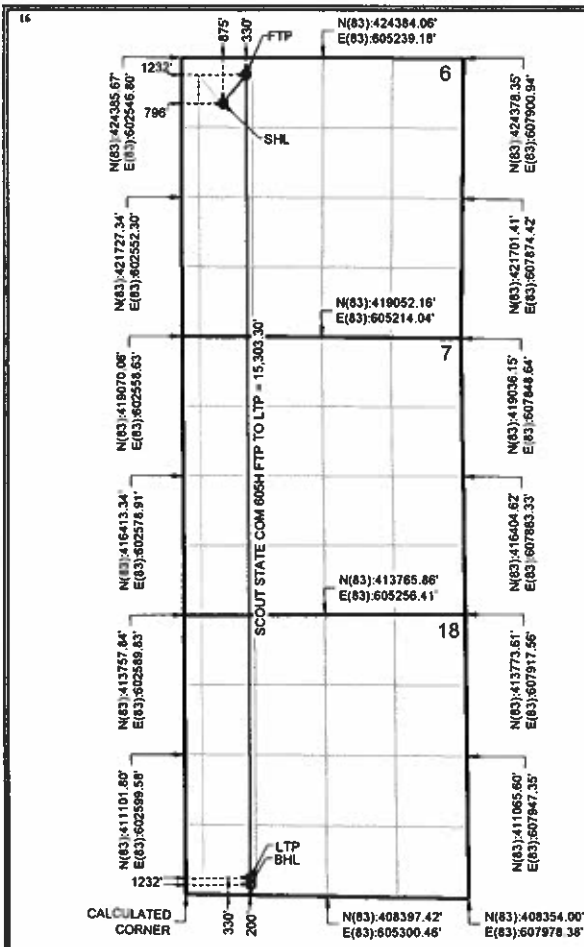 16
875'
330'
FTP
N(83):424384.06'
E(83):605239.18'
1232'
796'
SHL
6
N(83):424385.67'
E(83):602546.80'
N(83):424378.35'
E(83):607900.94'
N(83):421727.34'
E(83):602552.30'
N(83):421701.41'
E(83):607874.42'
N(83):419052.16'
E(83):605214.04'
7
N(83):419070.06'
E(83):602558.63'
N(83):419036.15'
E(83):607848.64'
SCOUT STATE COM 605H FTP TO LTP = 15,303.30'
N(83):416413.34'
E(83):602578.91'
N(83):416404.62'
E(83):607883.33'
N(83):413765.86'
E(83):605256.41'
18
N(83):413757.84'
E(83):602589.83'
N(83):413773.61'
E(83):607917.56'
N(83):411101.80'
E(83):602599.58'
N(83):411065.60'
E(83):607947.35'
LTP
BHL
1232'
CALCULATED
CORNER
330'
200'
N(83):408397.42'
E(83):605300.46'
N(83):408354.00'
E(83):607978.38'